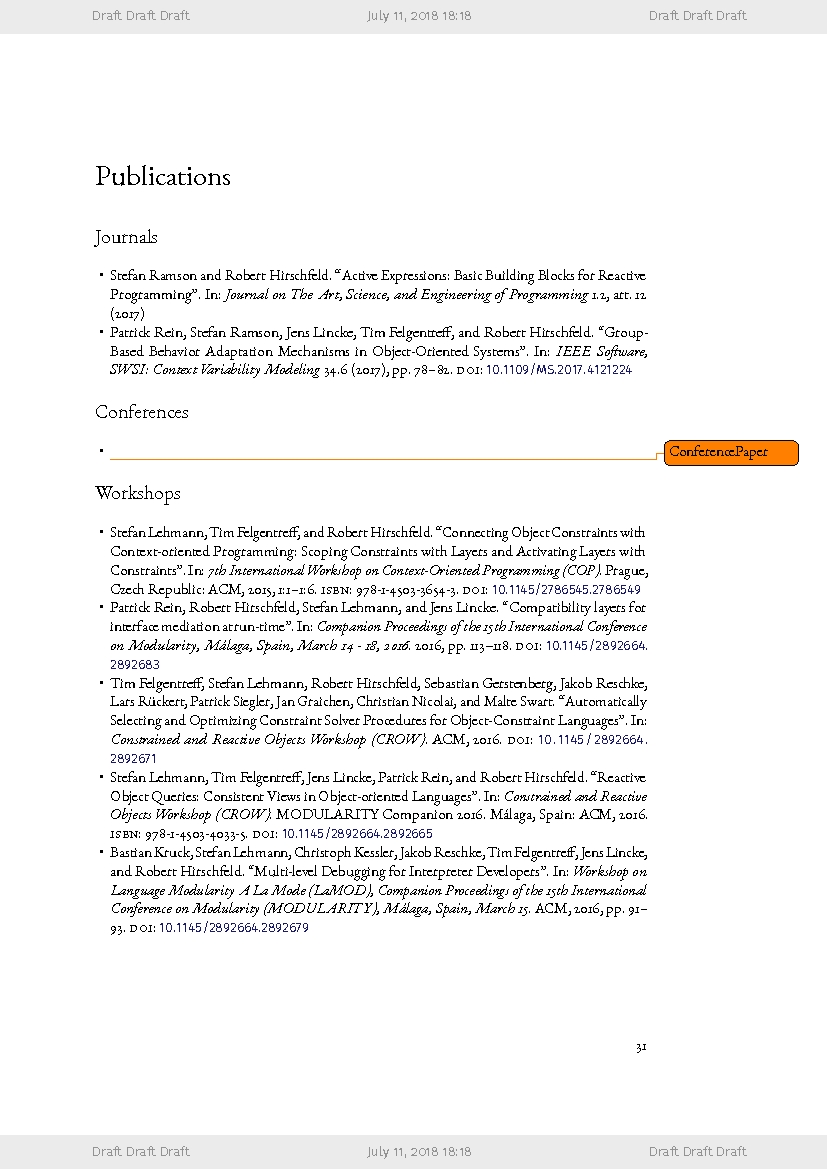 Draft Draft Draft July 11, 2018 18:18 Draft Draft Draft
Publications
Journals
• Stefan Ramson and Robert Hirschfeld. “Active Expressions: Basic Building Blocks for Reactive
Programming”. In: Journal on The Art, Science, and Engineering of Programming 1.2, art. 12
(2017)
• Patrick Rein, Stefan Ramson, Jens Lincke, Tim Felgentreff, and Robert Hirschfeld. “Group-
Based Behavior Adaptation Mechanisms in Object-Oriented Systems”. In: IEEE Software,
SWSI: Context Variability Modeling 34.6 (2017), pp. 78–82. DOI: 10.1109/MS.2017.4121224
Conferences
•
ConferencePaper
Workshops
• Stefan Lehmann, Tim Felgentreff, and Robert Hirschfeld. “Connecting Object Constraints with
Context-oriented Programming: Scoping Constraints with Layers and Activating Layers with
Constraints”. In: 7th International Workshop on Context-Oriented Programming (COP). Prague,
Czech Republic: ACM, 2015, 1:1–1:6. ISBN: 978-1-4503-3654-3. DOI: 10.1145/2786545.2786549
• Patrick Rein, Robert Hirschfeld, Stefan Lehmann, and Jens Lincke. “Compatibility layers for
interface mediation at run-time”. In: Companion Proceedings of the 15th International Conference
on Modularity, Málaga, Spain, March 14 - 18, 2016. 2016, pp. 113–118. DOI: 10.1145/2892664.
2892683
• Tim Felgentreff, Stefan Lehmann, Robert Hirschfeld, Sebastian Gerstenberg, Jakob Reschke,
Lars Rückert, Patrick Siegler, Jan Graichen, Christian Nicolai, and Malte Swart. “Automatically
Selecting and Optimizing Constraint Solver Procedures for Object-Constraint Languages”. In:
Constrained and Reactive Objects Workshop (CROW). ACM, 2016. DOI: 10.1145/2892664.
2892671
• Stefan Lehmann, Tim Felgentreff, Jens Lincke, Patrick Rein, and Robert Hirschfeld. “Reactive
Object Queries: Consistent Views in Object-oriented Languages”. In: Constrained and Reactive
Objects Workshop (CROW). MODULARITY Companion 2016. Málaga, Spain: ACM, 2016.
ISBN: 978-1-4503-4033-5. DOI: 10.1145/2892664.2892665
• Bastian Kruck, Stefan Lehmann, Christoph Kessler, Jakob Reschke, Tim Felgentreff, Jens Lincke,
and Robert Hirschfeld. “Multi-level Debugging for Interpreter Developers”. In: Workshop on
Language Modularity A La Mode (LaMOD), Companion Proceedings of the 15th International
Conference on Modularity (MODULARITY), Málaga, Spain, March 15. ACM, 2016, pp. 91–
93. DOI: 10.1145/2892664.2892679
31
Draft Draft Draft July 11, 2018 18:18 Draft Draft Draft